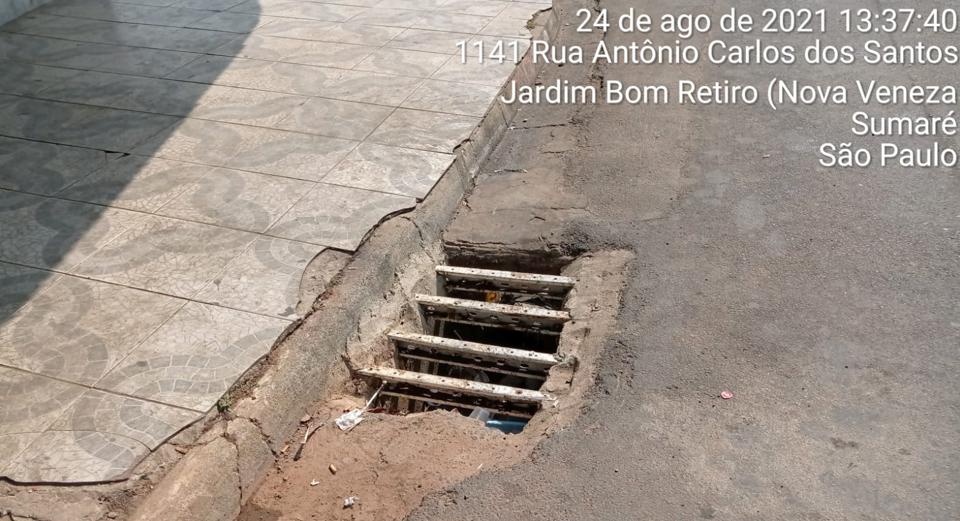 24 de ago de 2021 13:37:40
1141 Rua Antônio Carlos dos Santos
Jardim Bom Retiro (Nova Veneza
Sumaré
São Paulo